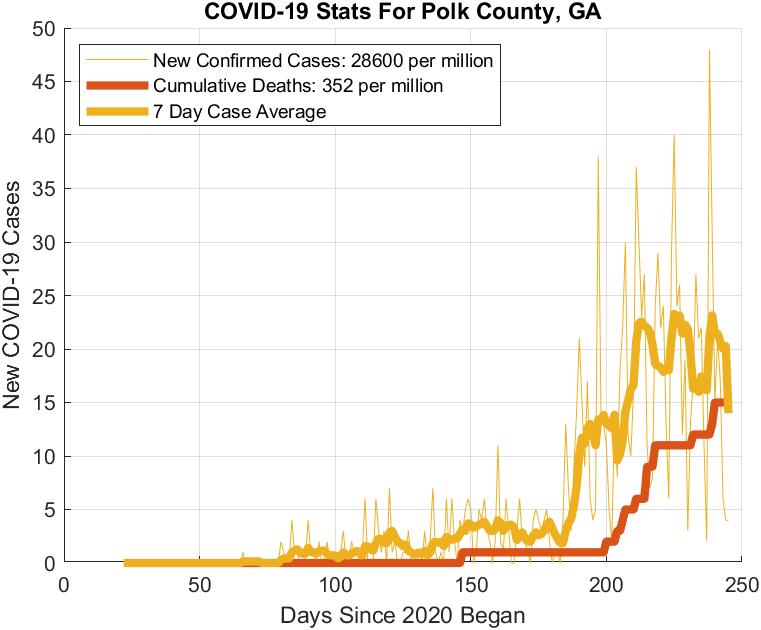 COVID-19 Stats For Polk County, GA
50
45
40
35
30
25
20
15
10
5
0
New COVID-19 Cases
New Confirmed Cases: 28600 per million
Cumulative Deaths: 352 per million
7 Day Case Average
0 50 100 150 200 250
Days Since 2020 Began